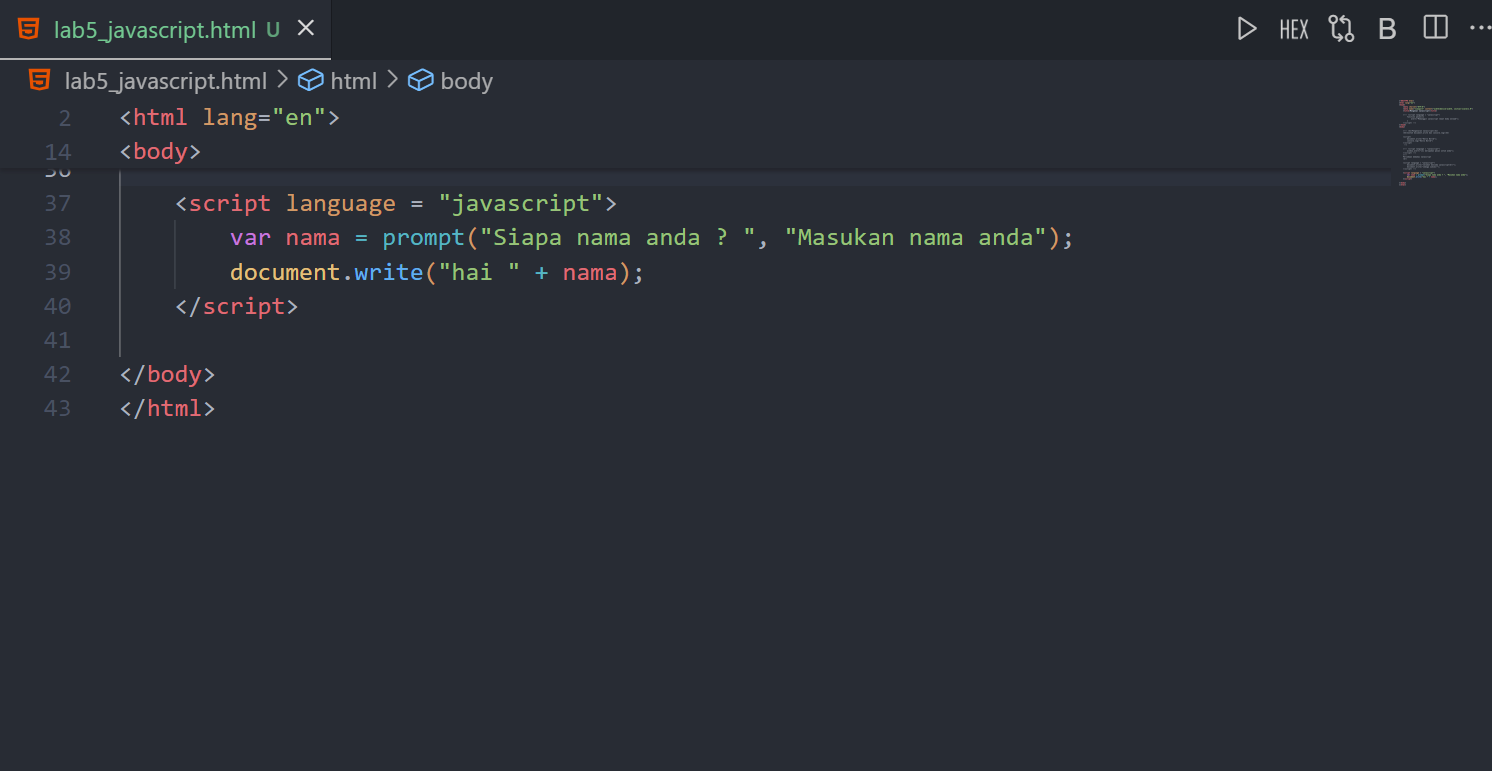 lab5_javascript.html U
HEX B
lab5_javascript.html > html > body
2 <html lang="en">
14 <body>
36
37 <script language = "javascript">
38 var nama = prompt("Siapa nama anda ? ", "Masukan nama anda");
39 document.write("hai " + nama);
40 </script>
41
42 </body>
43 </html>